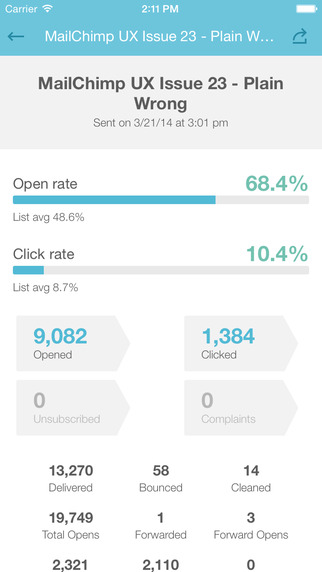 Carrier 2:11 PM
MailChimp UX Issue 23 - Plain W...
MailChimp UX Issue 23 - Plain
Wrong
Sent on 3/21/14 at 3:01 pm
Open rate 68.4%
List avg 48.6%
Click rate 10.4%
List avg 8.7%
9,082 1,384
Opened Clicked
0 0
Unsubscribed Complaints
13,270 58 14
Delivered Bounced Cleaned
19,749 1 3
Total Opens Forwarded Forward Opens
2,321 2,110 0